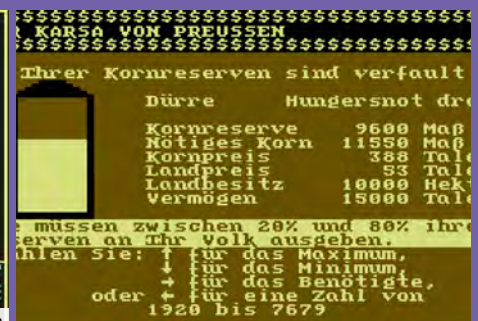 $$$$$$$$$$$$$$$$$$$$$$$$$$$$$$$$
R KARSA VON PREUSSEN
$$$$$$$$$$$$$$$$$$$$$$$$$$$$$$$$
Ihrer Kornreserven sind verfault
Dürre Hungersnot dro
Kornreserve 9600 Maß
Nötiges Korn 11550 Maß
Kornpreis 388 Tale
Landpreis 53 Tale
Landbesitz 10000 Hek
Vermögen 15000 Tale
e müssen zwischen 20% und 80% ihre
serven an Ihr Volk ausgeben.
hlen Sie: ↑ für das Maximum,
↓ für das Minimum,
→ für das Benötigte,
oder ← für eine Zahl von
1920 bis 7679